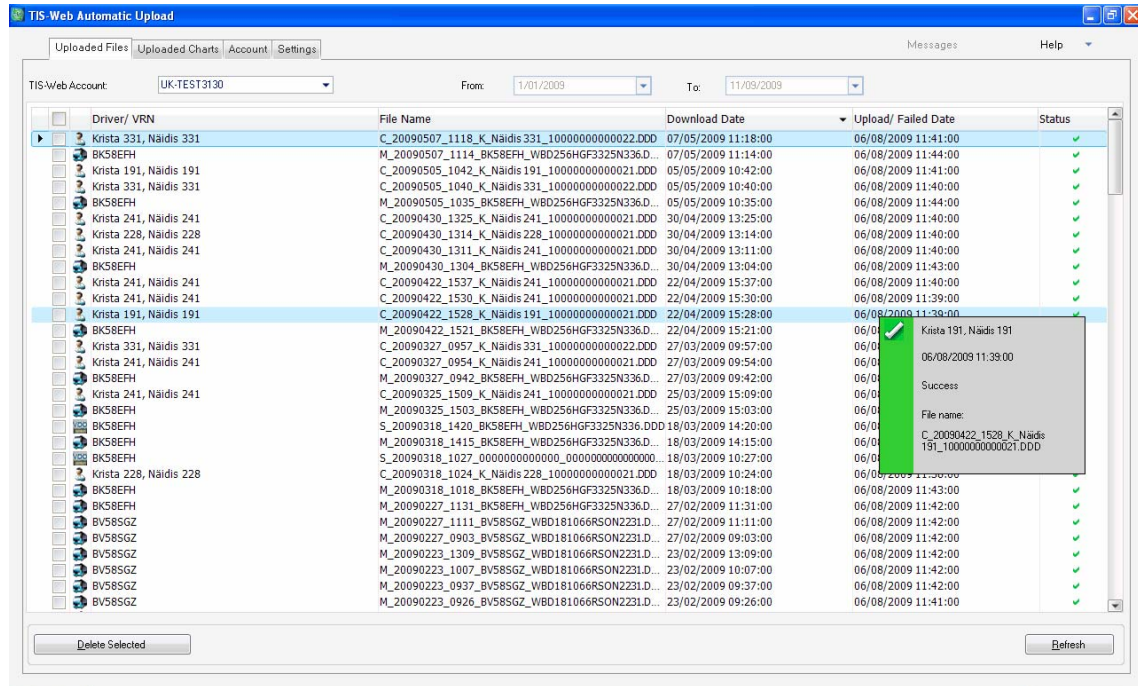 TIS-Web Automatic Upload
Uploaded Files Uploaded Charts Account Settings Messages Help
TIS-Web Account: UK-TEST3130 From: 1/01/2009 To: 11/09/2009
Driver/ VRN File Name Download Date Upload/ Failed Date Status
Krista 331, Näidis 331 C_20090507_1118_K_Näidis 331_10000000000022.DDD 07/05/2009 11:18:00 06/08/2009 11:41:00
BK58EFH M_20090507_1114_BK58EFH_WBD256HGF3325N336.D... 07/05/2009 11:14:00 06/08/2009 11:44:00
Krista 191, Näidis 191 C_20090505_1042_K_Näidis 191_10000000000021.DDD 05/05/2009 10:42:00 06/08/2009 11:41:00
Krista 331, Näidis 331 C_20090505_1040_K_Näidis 331_10000000000022.DDD 05/05/2009 10:40:00 06/08/2009 11:40:00
BK58EFH M_20090505_1035_BK58EFH_WBD256HGF3325N336.D... 05/05/2009 10:35:00 06/08/2009 11:44:00
Krista 241, Näidis 241 C_20090430_1325_K_Näidis 241_10000000000021.DDD 30/04/2009 13:25:00 06/08/2009 11:40:00
Krista 228, Näidis 228 C_20090430_1314_K_Näidis 228_10000000000021.DDD 30/04/2009 13:14:00 06/08/2009 11:40:00
Krista 241, Näidis 241 C_20090430_1311_K_Näidis 241_10000000000021.DDD 30/04/2009 13:11:00 06/08/2009 11:40:00
BK58EFH M_20090430_1304_BK58EFH_WBD256HGF3325N336.D... 30/04/2009 13:04:00 06/08/2009 11:43:00
Krista 241, Näidis 241 C_20090422_1537_K_Näidis 241_10000000000021.DDD 22/04/2009 15:37:00 06/08/2009 11:40:00
Krista 241, Näidis 241 C_20090422_1530_K_Näidis 241_10000000000021.DDD 22/04/2009 15:30:00 06/08/2009 11:39:00
Krista 191, Näidis 191 C_20090422_1528_K_Näidis 191_10000000000021.DDD 22/04/2009 15:28:00 06/08/2009 11:39:00
BK58EFH M_20090422_1521_BK58EFH_WBD256HGF3325N336.D... 22/04/2009 15:21:00
Krista 331, Näidis 331 C_20090327_0957_K_Näidis 331_10000000000022.DDD 27/03/2009 09:57:00
Krista 241, Näidis 241 C_20090327_0954_K_Näidis 241_10000000000021.DDD 27/03/2009 09:54:00
BK58EFH M_20090327_0942_BK58EFH_WBD256HGF3325N336.D... 27/03/2009 09:42:00
Krista 241, Näidis 241 C_20090325_1509_K_Näidis 241_10000000000021.DDD 25/03/2009 15:09:00
BK58EFH M_20090325_1503_BK58EFH_WBD256HGF3325N336.D... 25/03/2009 15:03:00
BK58EFH S_20090318_1420_BK58EFH_WBD256HGF3325N336.DDD 18/03/2009 14:20:00
BK58EFH M_20090318_1415_BK58EFH_WBD256HGF3325N336.D... 18/03/2009 14:15:00
BK58EFH S_20090318_1027_0000000000000_00000000000000... 18/03/2009 10:27:00
Krista 228, Näidis 228 C_20090318_1024_K_Näidis 228_10000000000021.DDD 18/03/2009 10:24:00
Krista 191, Näidis 191
06/08/2009 11:39:00
Success
File name:
C_20090422_1528_K_Näidis
191_10000000000021.DDD
BK58EFH M_20090318_1018_BK58EFH_WBD256HGF3325N336.D... 18/03/2009 10:18:00 06/08/2009 11:43:00
BK58EFH M_20090227_1131_BK58EFH_WBD256HGF3325N336.D... 27/02/2009 11:31:00 06/08/2009 11:42:00
BV58SGZ M_20090227_1111_BV58SGZ_WBD181066RSON2231.D... 27/02/2009 11:11:00 06/08/2009 11:42:00
BV58SGZ M_20090227_0903_BV58SGZ_WBD181066RSON2231.D... 27/02/2009 09:03:00 06/08/2009 11:42:00
BV58SGZ M_20090223_1309_BV58SGZ_WBD181066RSON2231.D... 23/02/2009 13:09:00 06/08/2009 11:42:00
BV58SGZ M_20090223_1007_BV58SGZ_WBD181066RSON2231.D... 23/02/2009 10:07:00 06/08/2009 11:42:00
BV58SGZ M_20090223_0937_BV58SGZ_WBD181066RSON2231.D... 23/02/2009 09:37:00 06/08/2009 11:42:00
BV58SGZ M_20090223_0926_BV58SGZ_WBD181066RSON2231.D... 23/02/2009 09:26:00 06/08/2009 11:41:00
Delete Selected Refresh